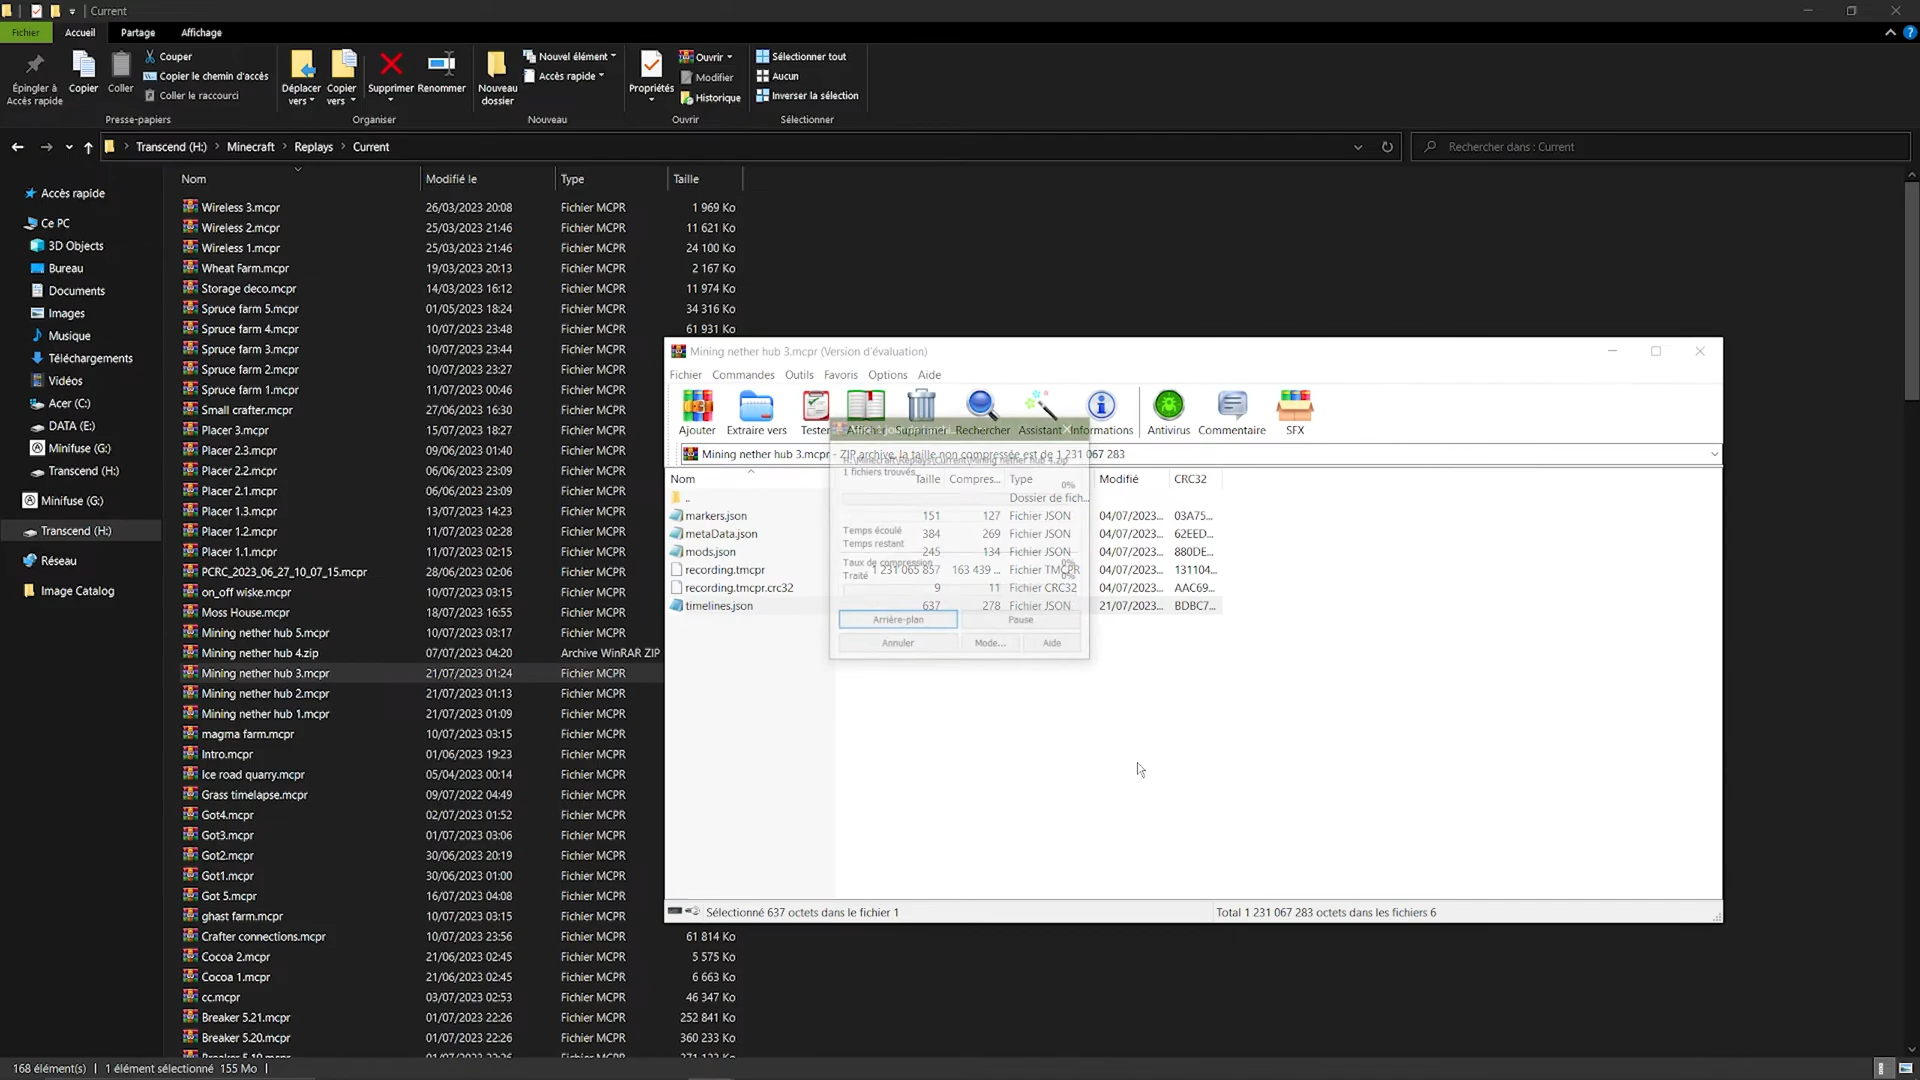 Current
Fichier Accueil Partage Affichage
Épingler à Accès rapide
Copier
Coller
Couper
Copier le chemin d'accès
Coller le raccourci
Déplacer vers
Copier vers
Supprimer
Renommer
Nouveau dossier
Nouvel élément
Accès rapide
Propriétés
Ouvrir
Modifier
Historique
Sélectionner tout
Aucun
Inverser la sélection
Presse-papiers Organiser Nouveau Ouvrir Sélectionner
Transcend (H:) > Minecraft > Replays > Current
Rechercher dans : Current
Accès rapide
Ce PC
3D Objects
Bureau
Documents
Images
Musique
Téléchargements
Vidéos
Acer (C:)
DATA (E:)
Minifuse (G:)
Transcend (H:)
Minifuse (G:)
Transcend (H:)
Réseau
Image Catalog
Nom Modifié le Type Taille
Wireless 3.mcpr 26/03/2023 20:08 Fichier MCPR 1 969 Ko
Wireless 2.mcpr 25/03/2023 21:46 Fichier MCPR 11 621 Ko
Wireless 1.mcpr 25/03/2023 21:46 Fichier MCPR 24 100 Ko
Wheat Farm.mcpr 19/03/2023 20:13 Fichier MCPR 2 167 Ko
Storage deco.mcpr 14/03/2023 16:12 Fichier MCPR 11 974 Ko
Spruce farm 5.mcpr 01/05/2023 18:24 Fichier MCPR 34 316 Ko
Spruce farm 4.mcpr 10/07/2023 23:48 Fichier MCPR 61 931 Ko
Spruce farm 3.mcpr 10/07/2023 23:44 Fichier MCPR
Spruce farm 2.mcpr 10/07/2023 23:27 Fichier MCPR
Spruce farm 1.mcpr 11/07/2023 00:46 Fichier MCPR
Small crafter.mcpr 27/06/2023 16:30 Fichier MCPR
Placer 3.mcpr 15/07/2023 18:27 Fichier MCPR
Placer 2.3.mcpr 09/06/2023 01:40 Fichier MCPR
Placer 2.2.mcpr 06/06/2023 23:09 Fichier MCPR
Placer 2.1.mcpr 06/06/2023 23:09 Fichier MCPR
Placer 1.3.mcpr 13/07/2023 14:23 Fichier MCPR
Placer 1.2.mcpr 11/07/2023 02:28 Fichier MCPR
Placer 1.1.mcpr 11/07/2023 02:15 Fichier MCPR
PCRC_2023_06_27_10_07_15.mcpr 28/06/2023 02:06 Fichier MCPR
on_off wiske.mcpr 10/07/2023 03:15 Fichier MCPR
Moss House.mcpr 18/07/2023 16:55 Fichier MCPR
Mining nether hub 5.mcpr 10/07/2023 03:17 Fichier MCPR
Mining nether hub 4.zip 07/07/2023 04:20 Archive WinRAR ZIP
Mining nether hub 3.mcpr 21/07/2023 01:24 Fichier MCPR
Mining nether hub 2.mcpr 21/07/2023 01:13 Fichier MCPR
Mining nether hub 1.mcpr 21/07/2023 01:09 Fichier MCPR
magma farm.mcpr 10/07/2023 03:15 Fichier MCPR
Intro.mcpr 01/06/2023 19:23 Fichier MCPR
Ice road quarry.mcpr 05/04/2023 00:14 Fichier MCPR
Grass timelapse.mcpr 09/07/2022 04:49 Fichier MCPR
Got4.mcpr 02/07/2023 01:52 Fichier MCPR
Got3.mcpr 01/07/2023 03:06 Fichier MCPR
Got2.mcpr 30/06/2023 20:19 Fichier MCPR
Got1.mcpr 30/06/2023 01:00 Fichier MCPR
Got 5.mcpr 16/07/2023 04:08 Fichier MCPR
ghast farm.mcpr 10/07/2023 03:15 Fichier MCPR
Crafter connections.mcpr 10/07/2023 23:56 Fichier MCPR 61 814 Ko
Cocoa 2.mcpr 21/06/2023 02:45 Fichier MCPR 5 575 Ko
Cocoa 1.mcpr 21/06/2023 02:45 Fichier MCPR 6 663 Ko
cc.mcpr 03/07/2023 02:53 Fichier MCPR 46 347 Ko
Breaker 5.21.mcpr 01/07/2023 22:26 Fichier MCPR 252 841 Ko
Breaker 5.20.mcpr 01/07/2023 22:26 Fichier MCPR 360 233 Ko
168 élément(s) | 1 élément sélectionné 155 Mo |
Mining nether hub 3.mcpr (Version d'évaluation)
Fichier Commandes Outils Favoris Options Aide
Ajouter Extraire vers Tester Afficher Supprimer Rechercher Assistant Informations Antivirus Commentaire SFX
Mining nether hub 3.mcpr - ZIP archive, la taille non compressée est de 1 231 067 283
Nom Taille Compres... Type Modifié CRC32
.. Dossier de fich...
markers.json 151 127 Fichier JSON 04/07/2023... 03A75...
metaData.json 384 269 Fichier JSON 04/07/2023... 62EED...
mods.json 245 134 Fichier JSON 04/07/2023... 880DE...
recording.tmcpr 1 231 065 857 163 439 ... Fichier TMCPR 04/07/2023... 131104...
recording.tmcpr.crc32 9 11 Fichier CRC32 04/07/2023... AAC69...
timelines.json 637 278 Fichier JSON 21/07/2023... BDBC7...
H:\Minecraft\Replays\Current\Mining nether hub 4.zip
1 fichiers trouvés
0%
Temps écoulé
Temps restant
Taux de compression 0%
Traité 0%
Arrière-plan Pause
Annuler Mode... Aide
Sélectionné 637 octets dans le fichier 1
Total 1 231 067 283 octets dans les fichiers 6